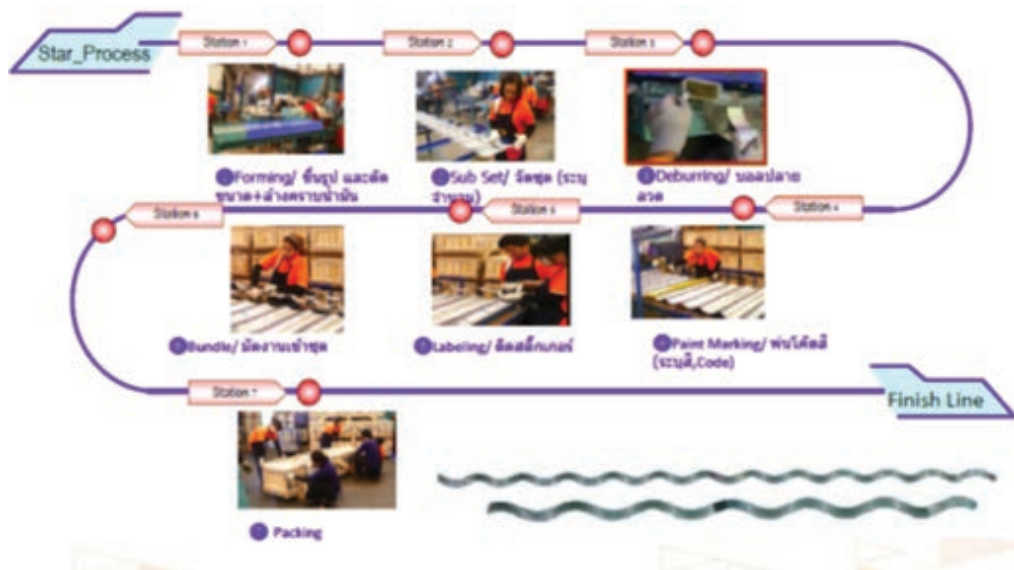 Star_Process
Station 1
Station 2
Station 3
Forming/ ขึ้นรูป และตัด
ขนาด+ล้างคราบน้ำมัน
Sub Set/ จัดชุด (ระบุ
จำนวน)
Deburring/ ลบปลาย
ลวด
Station 4
Station 5
Station 6
Paint Marking/ พ่นโค๊ดสี
(ระบุสี,Code)
Labeling/ ติดสติ๊กเกอร์
Bundle/ มัดงานเข้าชุด
Station 7
Packing
Finish Line